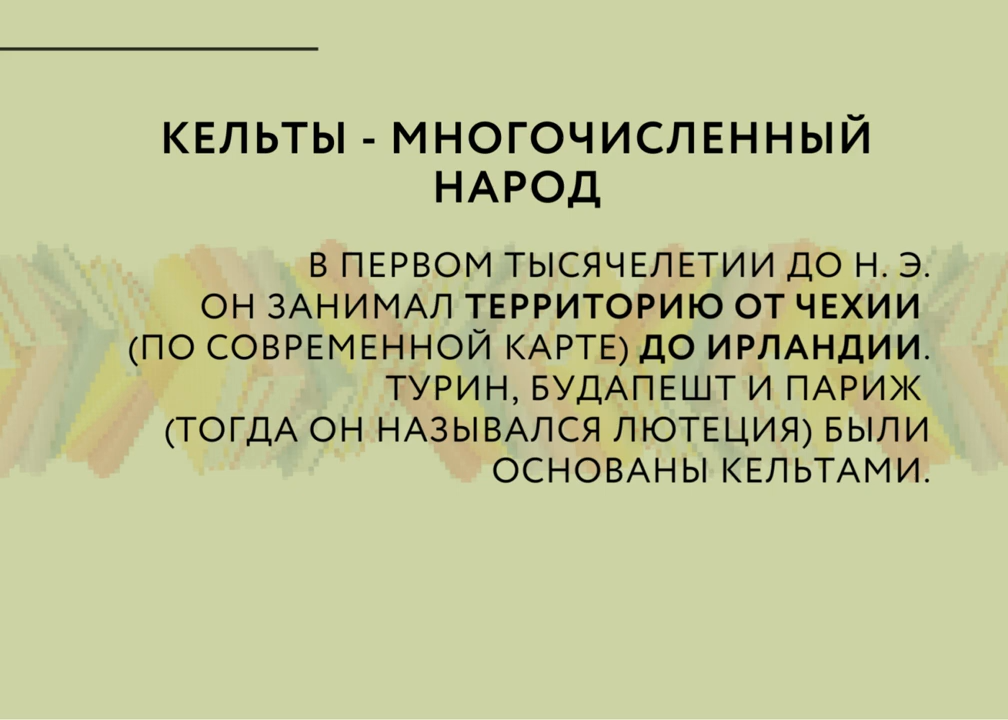 КЕЛЬТЫ - МНОГОЧИСЛЕННЫЙ
НАРОД
В ПЕРВОМ ТЫСЯЧЕЛЕТИИ ДО Н. Э.
ОН ЗАНИМАЛ ТЕРРИТОРИЮ ОТ ЧЕХИИ
(ПО СОВРЕМЕННОЙ КАРТЕ) ДО ИРЛАНДИИ.
ТУРИН, БУДАПЕШТ И ПАРИЖ
(ТОГДА ОН НАЗЫВАЛСЯ ЛЮТЕЦИЯ) БЫЛИ
ОСНОВАНЫ КЕЛЬТАМИ.